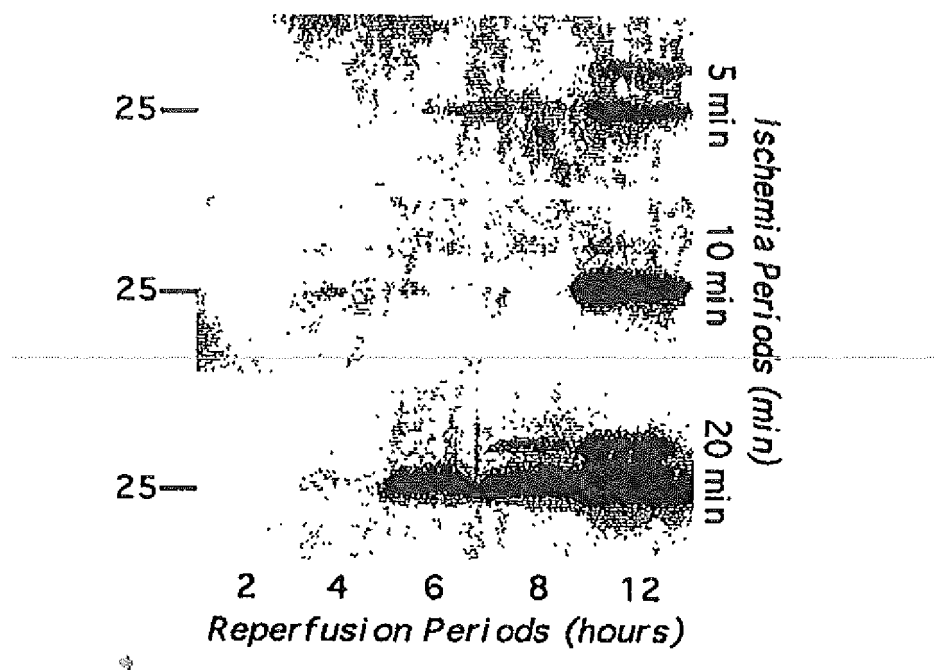 25
5 min
25
10 min
25
20 min
Ischemia Periods (min)
2 4 6 8 12
Reperfusion Periods (hours)